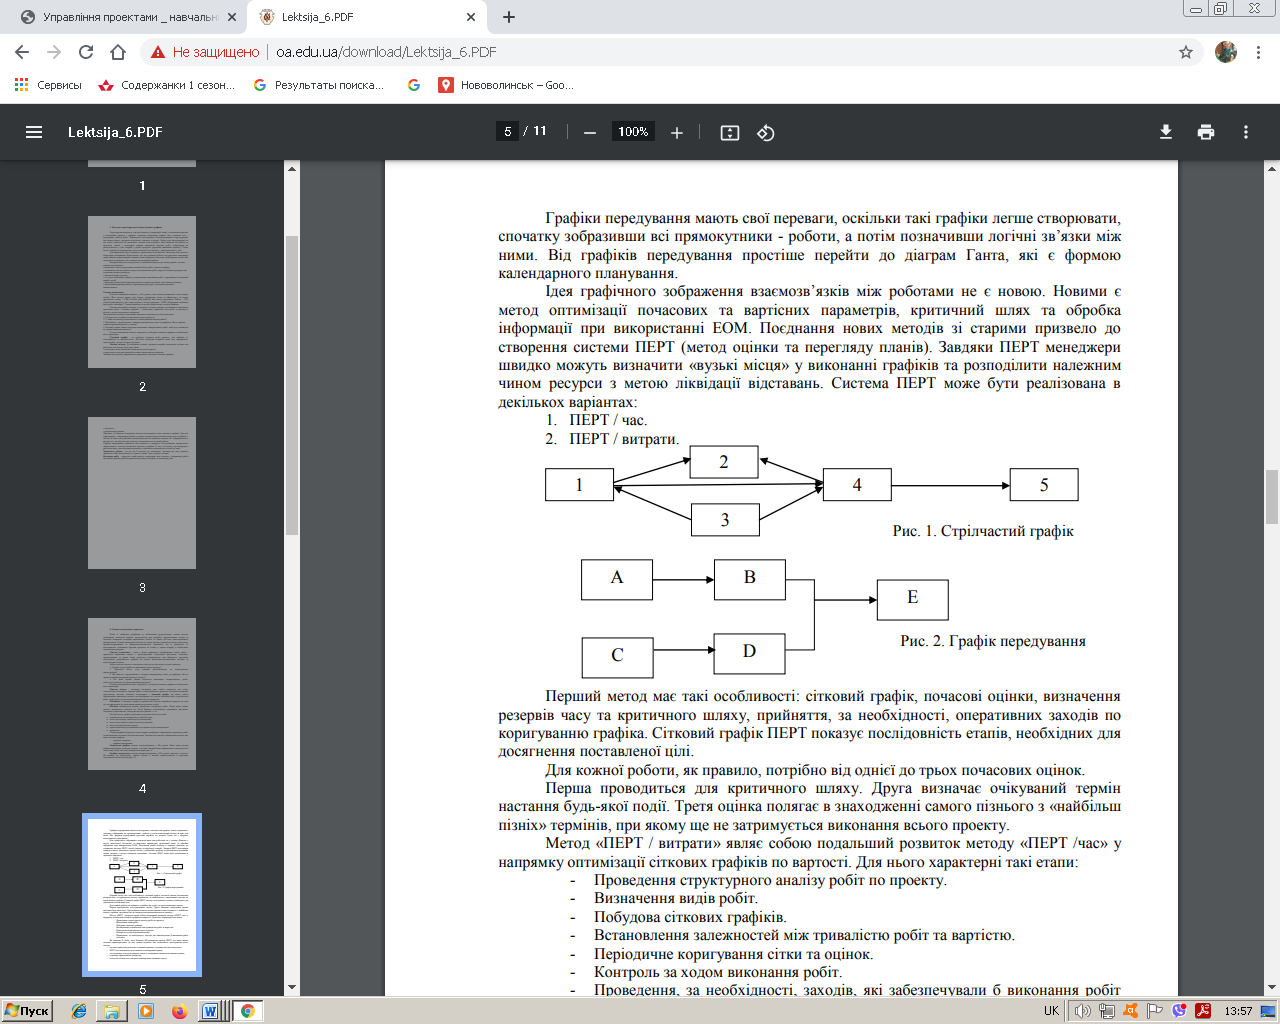 Управління проектами _ навчальн
Lektsija_6.PDF
Не защищено
oa.edu.ua/download/Lektsija_6.PDF
Сервисы
Содержанки 1 сезон...
Результаты поиска...
Нововолинськ – Goo...
Lektsija_6.PDF
5 / 11
100%
1
2
3
4
5
Графіки передування мають свої переваги, оскільки такі графіки легше створювати,
спочатку зобразивши всі прямокутники - роботи, а потім позначивши логічні зв’язки між
ними. Від графіків передування простіше перейти до діаграм Ганта, які є формою
календарного планування.
Ідея графічного зображення взаємозв’язків між роботами не є новою. Новими є
метод оптимізації почасових та вартісних параметрів, критичний шлях та обробка
інформації при використанні ЕОМ. Поєднання нових методів зі старими призвело до
створення системи ПЕРТ (метод оцінки та перегляду планів). Завдяки ПЕРТ менеджери
швидко можуть визначити «вузькі місця» у виконанні графіків та розподілити належним
чином ресурси з метою ліквідації відставань. Система ПЕРТ може бути реалізована в
декількох варіантах:
1. ПЕРТ / час.
2. ПЕРТ / витрати.
2
1
4
5
3
Рис. 1. Стрілчастий графік
A
B
E
C
D
Рис. 2. Графік передування
Перший метод має такі особливості: сітковий графік, почасові оцінки, визначення
резервів часу та критичного шляху, прийняття, за необхідності, оперативних заходів по
коригуванню графіка. Сітковий графік ПЕРТ показує послідовність етапів, необхідних для
досягнення поставленої цілі.
Для кожної роботи, як правило, потрібно від однієї до трьох почасових оцінок.
Перша проводиться для критичного шляху. Друга визначає очікуваний термін
настання будь-якої події. Третя оцінка полягає в знаходженні самого пізнього з «найбільш
пізніх» термінів, при якому ще не затримується виконання всього проекту.
Метод «ПЕРТ / витрати» являє собою подальший розвиток методу «ПЕРТ /час» у
напрямку оптимізації сіткових графіків по вартості. Для нього характерні такі етапи:
- Проведення структурного аналізу робіт по проекту.
- Визначення видів робіт.
- Побудова сіткових графіків.
- Встановлення залежностей між тривалістю робіт та вартістю.
- Періодичне коригування сітки та оцінок.
- Контроль за ходом виконання робіт.
- Проведення, за необхідності, заходів, які забезпечували б виконання робіт
Пуск
UK
13:57